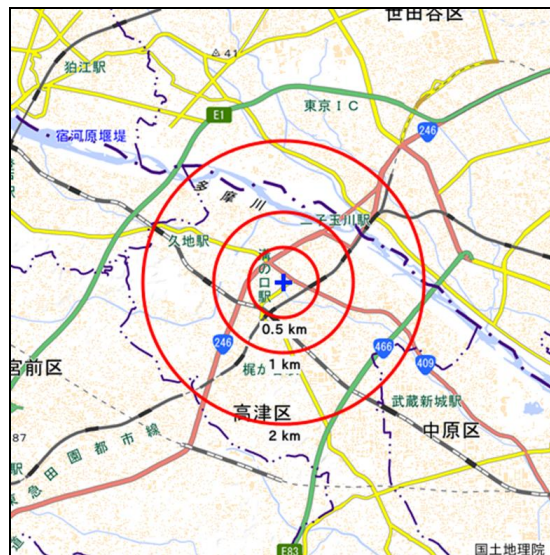 世田谷区
41
狛江駅
E1
東京IC
宿河原堰堤
246
多摩川
二子玉川駅
久地駅
溝の口駅
0.5 km
246
466
1 km
409
宮前区
梶が
武蔵新城駅
高津区
2 km
中原区
87
駅
東急田園都市線
道
E83
国土地理院